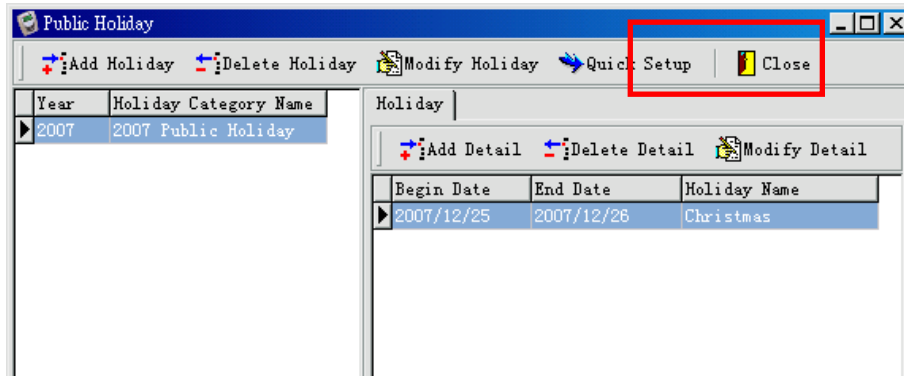 Public Holiday
Add Holiday Delete Holiday Modify Holiday Quick Setup Close
Year Holiday Category Name
2007 2007 Public Holiday
Holiday
Add Detail Delete Detail Modify Detail
Begin Date End Date Holiday Name
2007/12/25 2007/12/26 Christmas